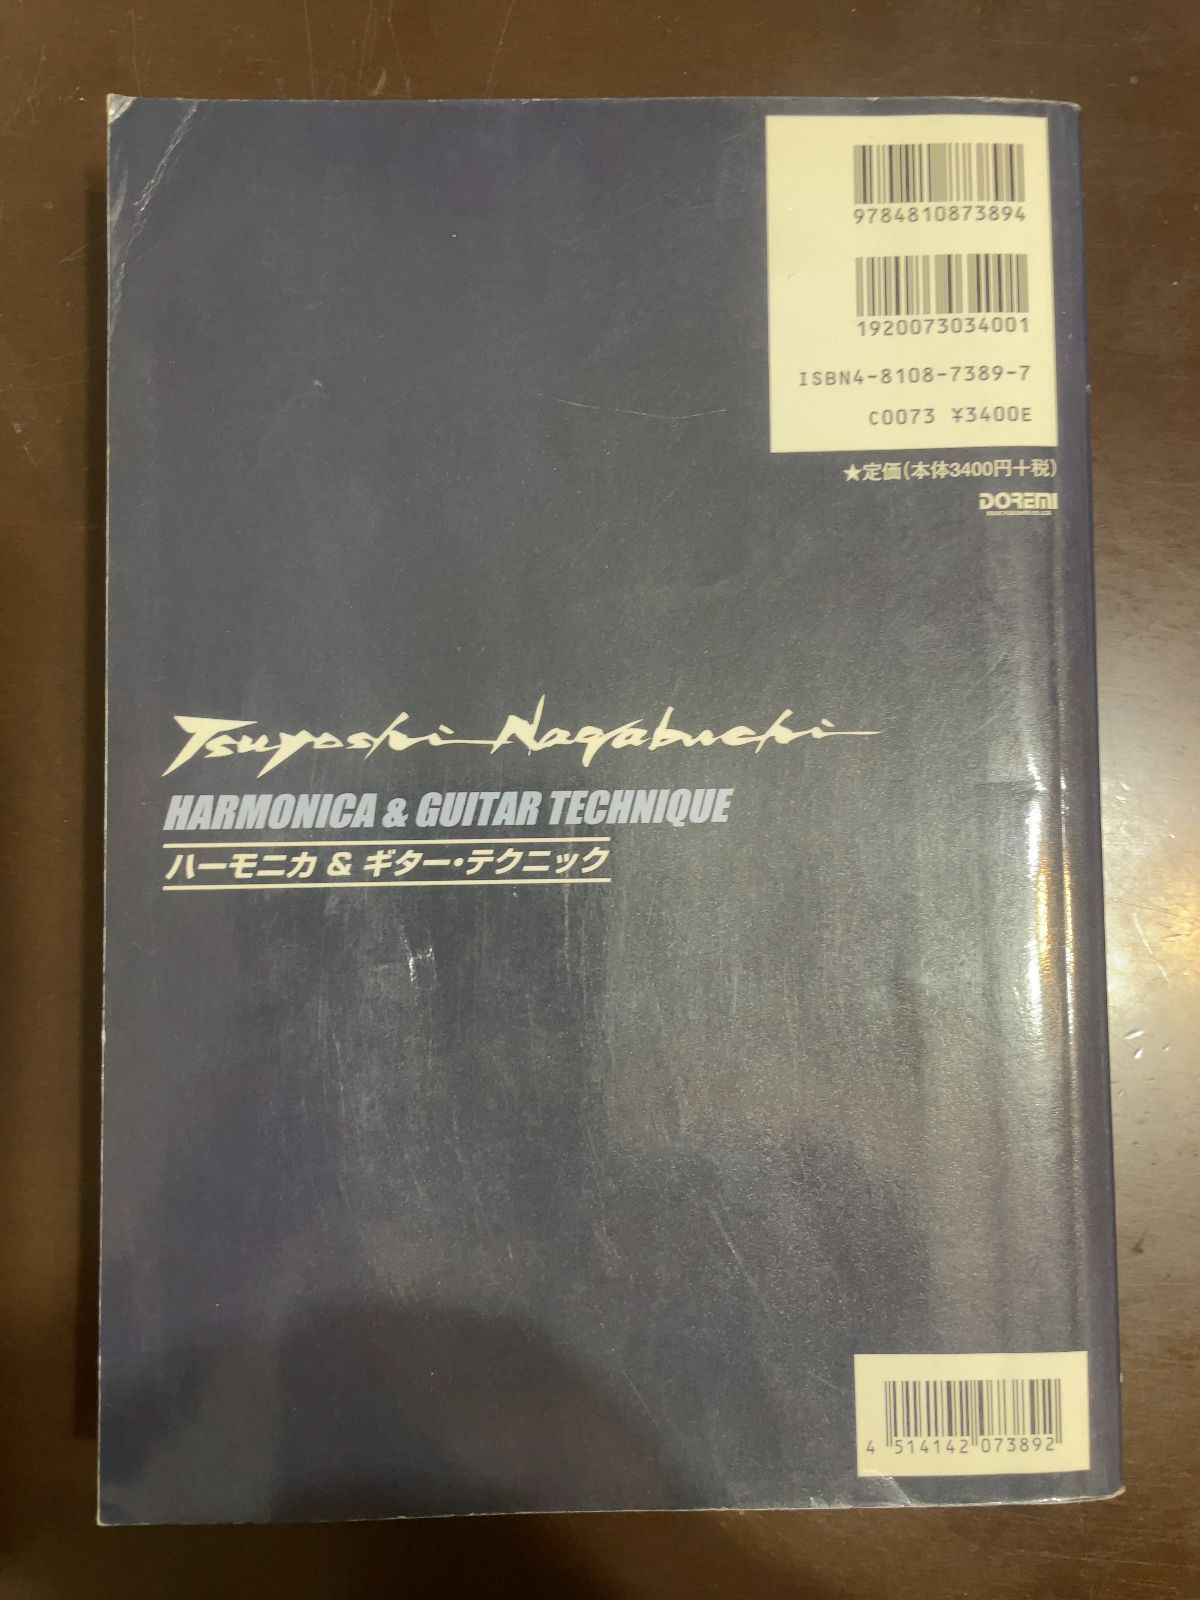 9784810873894
1920073034001
ISBN4-8108-7389-7
C0073 ¥3400E
★定価(本体3400円+税)
DOREMI
Tsuyoshi Nagabuchi
HARMONICA & GUITAR TECHNIQUE
ハーモニカ & ギター・テクニック
4 514142 073892